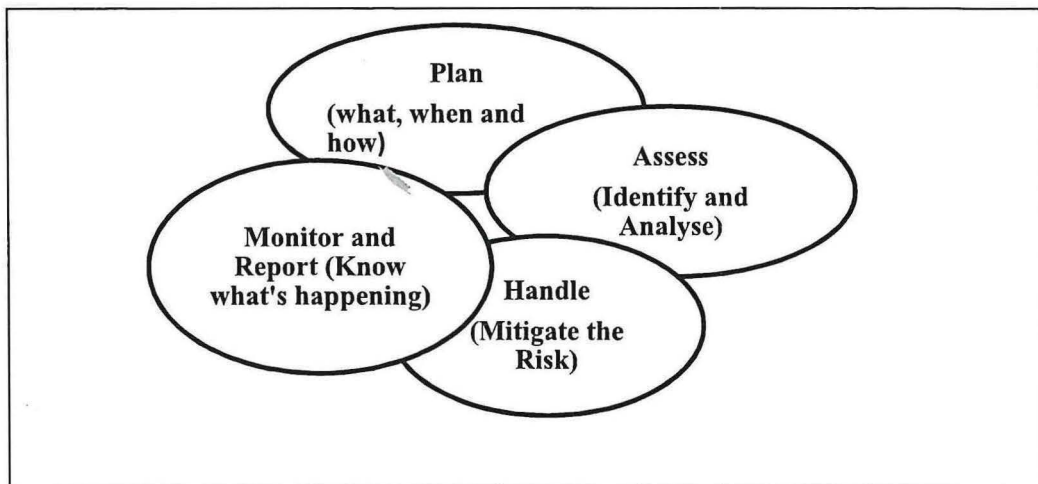 Plan
(what, when and
how)
Assess
(Identify and
Analyse)
Monitor and
Report (Know
what's happening)
Handle
(Mitigate the
Risk)